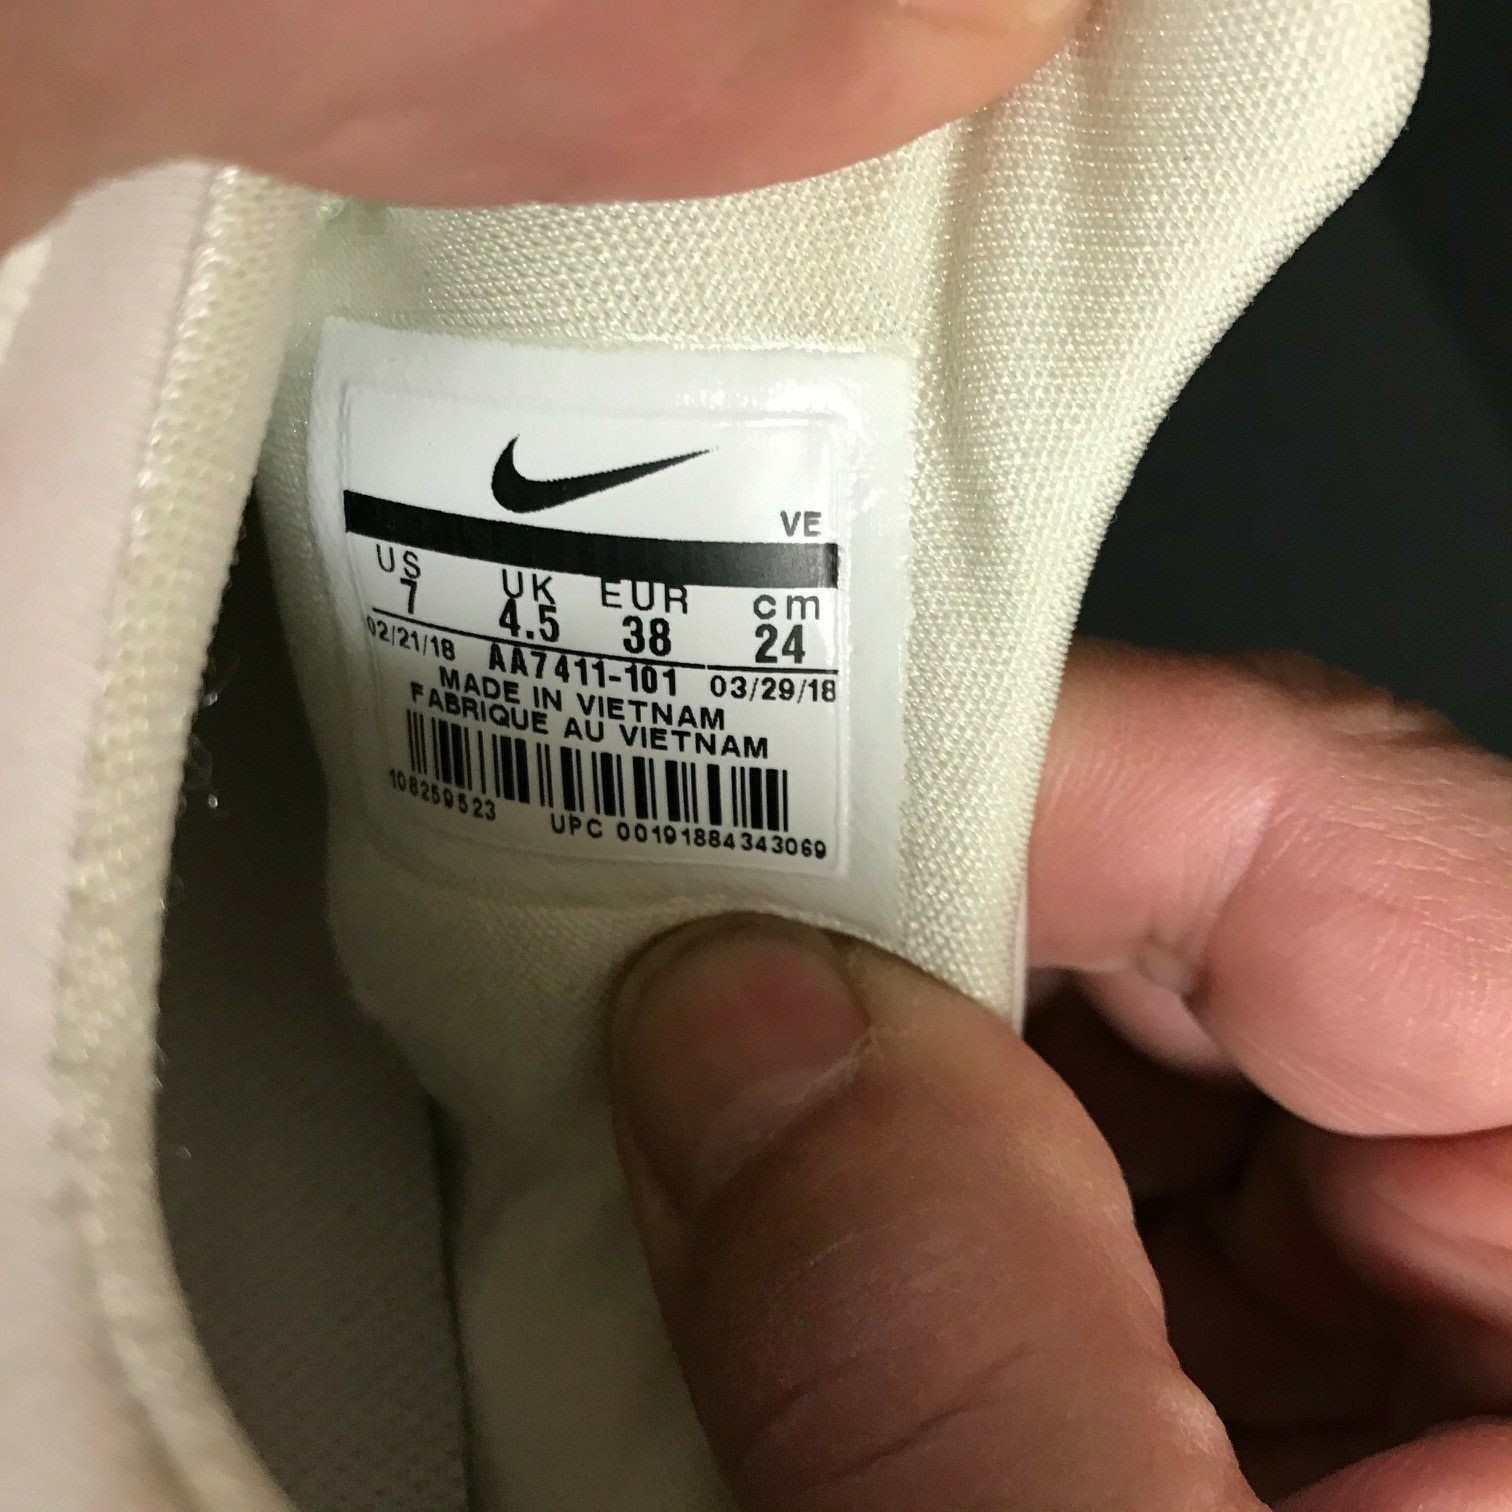 VE
US UK EUR cm
7 4.5 38 24
02/21/18 AA7411-101 03/29/18
MADE IN VIETNAM
FABRIQUE AU VIETNAM
108259523 UPC 00191884343069